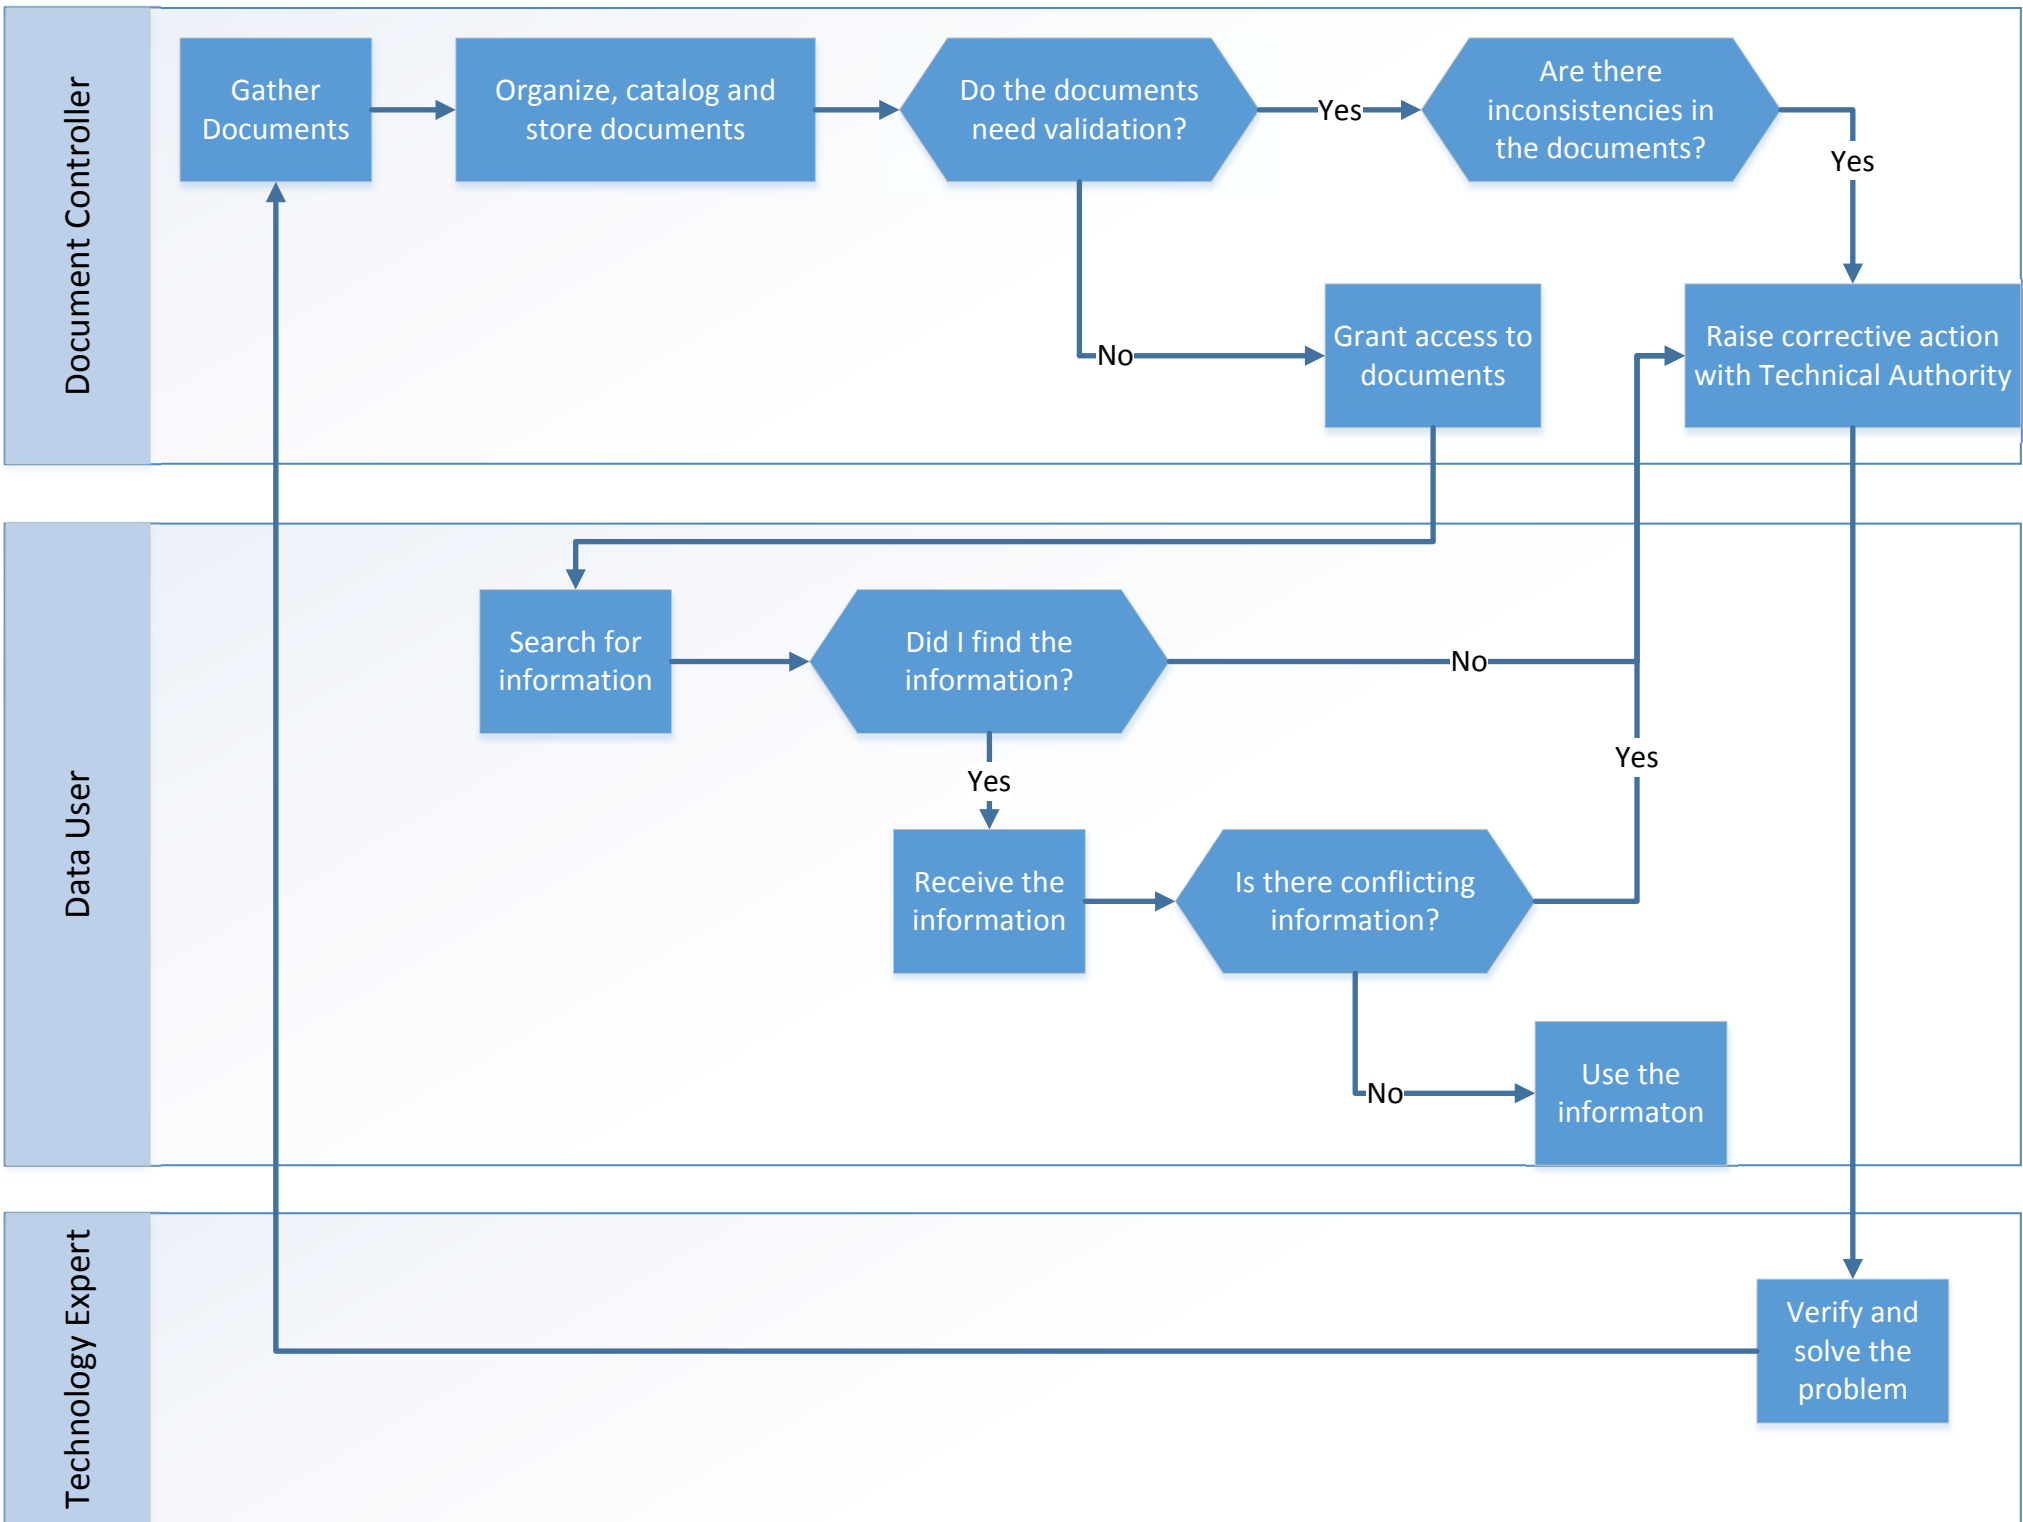 Document Controller
Gather
Documents
Organize, catalog and
store documents
Do the documents
need validation?
Yes
Are there
inconsistencies in
the documents?
Yes
No
Grant access to
documents
Raise corrective action
with Technical Authority
Data User
Search for
information
Did I find the
information?
No
Yes
Yes
Receive the
information
Is there conflicting
information?
No
Use the
informaton
Technology Expert
Verify and
solve the
problem